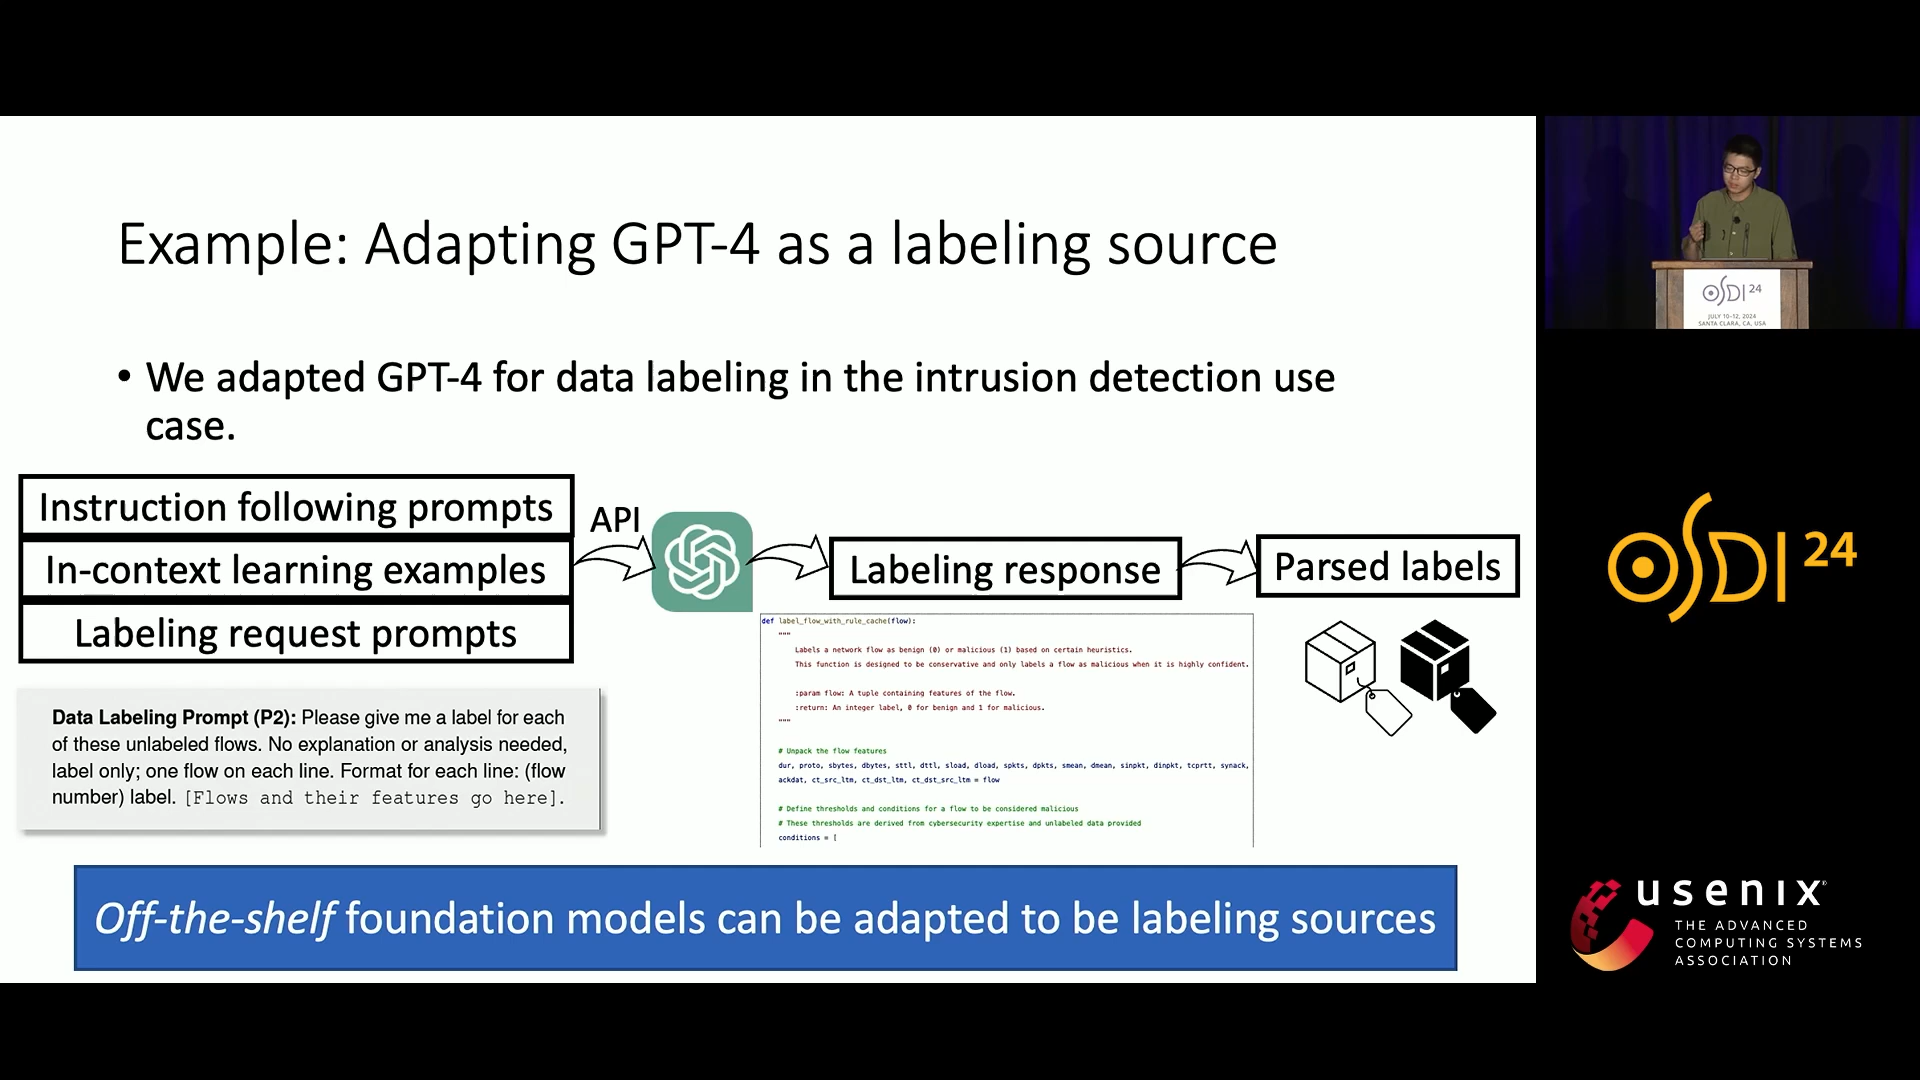 Example: Adapting GPT-4 as a labeling source
• We adapted GPT-4 for data labeling in the intrusion detection use
case.
Instruction following prompts
In-context learning examples
Labeling request prompts
API
Labeling response
Parsed labels
Data Labeling Prompt (P2): Please give me a label for each
of these unlabeled flows. No explanation or analysis needed,
label only; one flow on each line. Format for each line: (flow
number) label. [Flows and their features go here].
def label_flow_with_rule_cache(flow):
"""
Labels a network flow as benign (0) or malicious (1) based on certain heuristics.
This function is designed to be conservative and only labels a flow as malicious when it is highly confident.
:param flow: A tuple containing features of the flow.
:return: An integer label, 0 for benign and 1 for malicious.
"""
# Unpack the flow features
dur, proto, sbytes, dbytes, sttl, dttl, sload, dload, spkts, dpkts, smean, dmean, sinpkt, dinpkt, tcprtt, synack,
ackdat, ct_src_ltm, ct_dst_ltm, ct_dst_src_ltm = flow
# Define thresholds and conditions for a flow to be considered malicious
# These thresholds are derived from cybersecurity expertise and unlabeled data provided
conditions = [
Off-the-shelf foundation models can be adapted to be labeling sources
OSDI 24
JULY 10–12, 2024
SANTA CLARA, CA, USA
OSDI 24
usenix
THE ADVANCED
COMPUTING SYSTEMS
ASSOCIATION